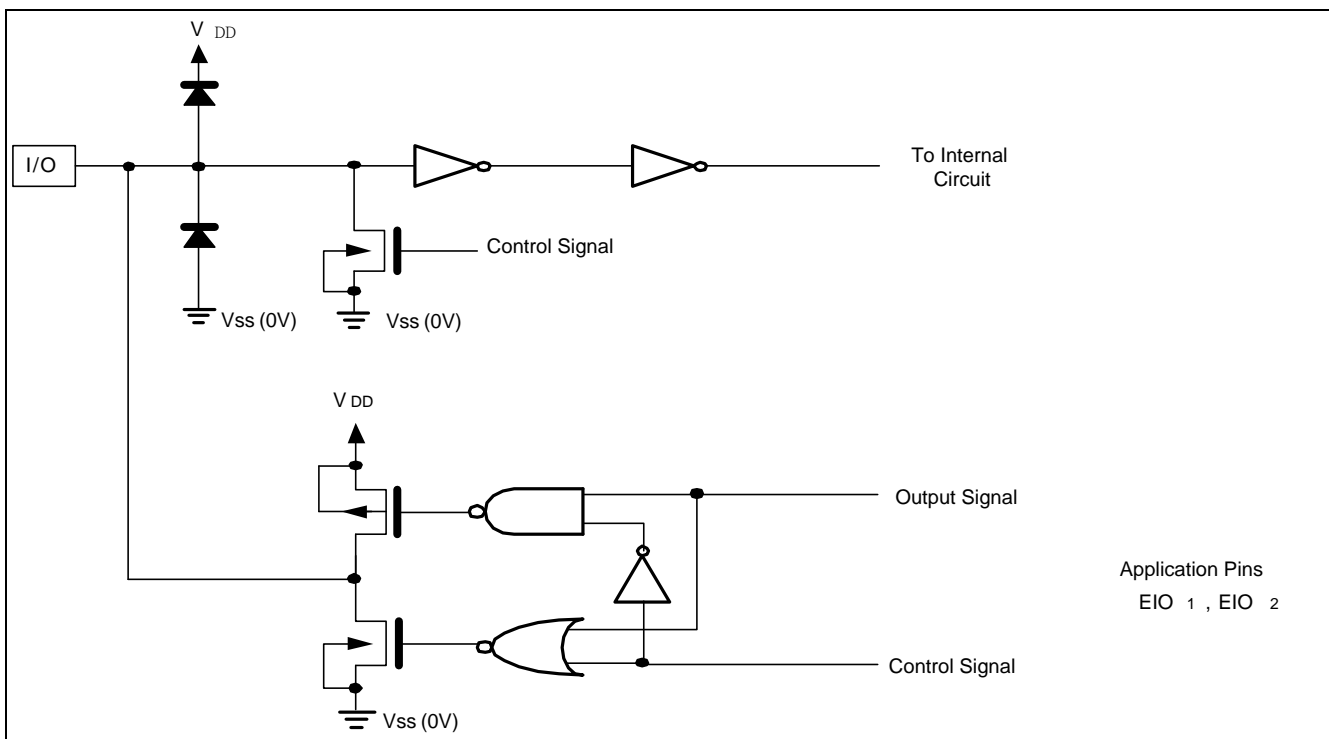 V DD
I/O
To Internal
Circuit
Control Signal
Vss (0V)
Vss (0V)
V DD
Output Signal
Application Pins
EIO 1 , EIO 2
Control Signal
Vss (0V)